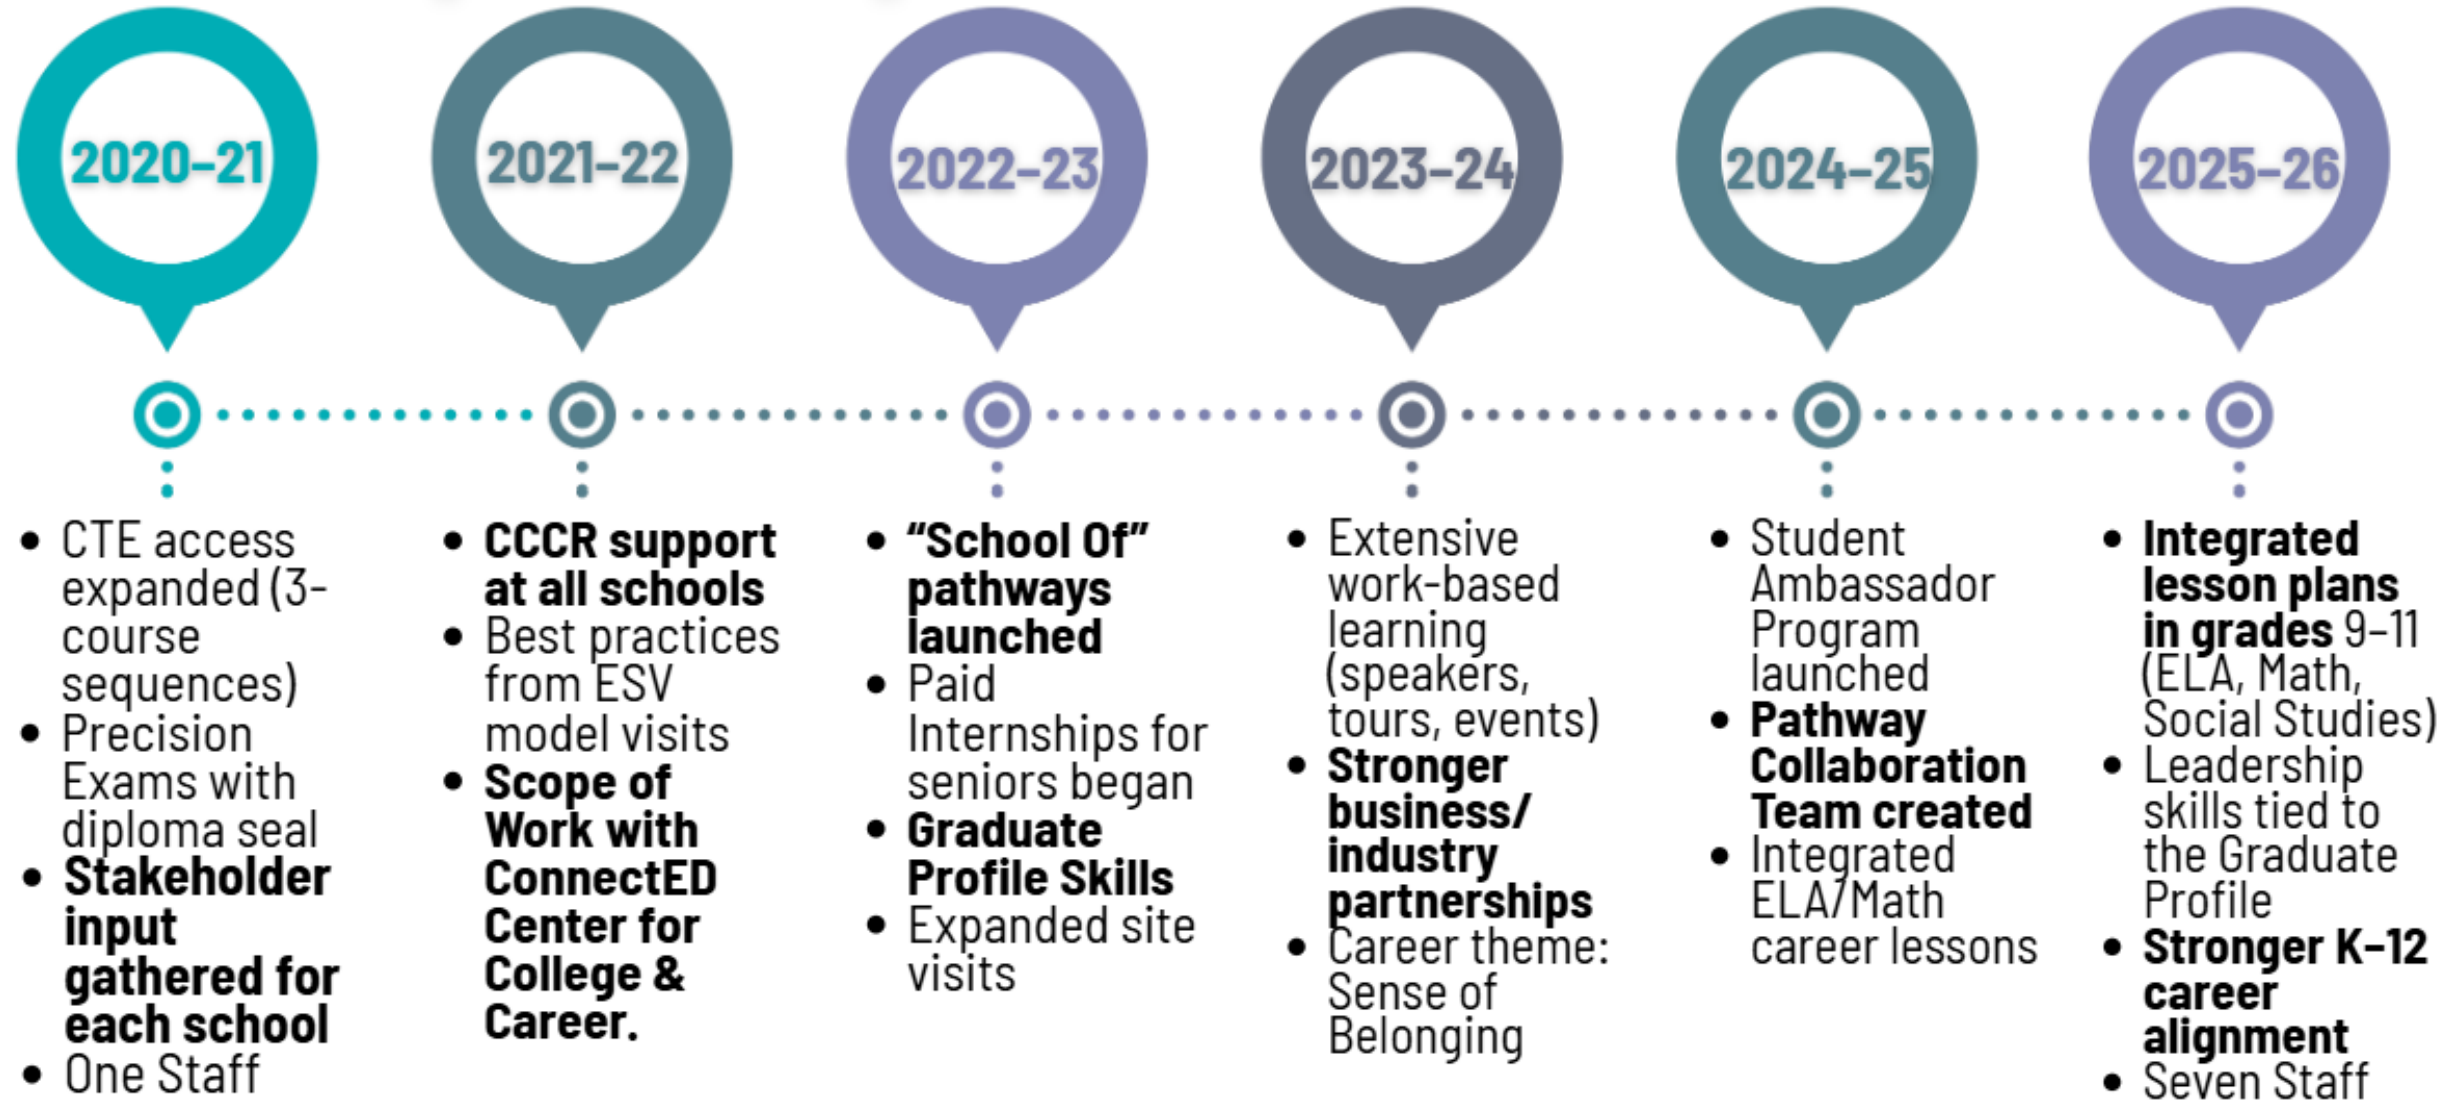 2020–21
2021–22
2022–23
2023–24
2024–25
2025–26
• CTE access
expanded (3-
course
sequences)
• Precision
Exams with
diploma seal
• Stakeholder
input
gathered for
each school
• One Staff
• CCCR support
at all schools
• Best practices
from ESV
model visits
• Scope of
Work with
ConnectED
Center for
College &
Career.
• “School Of”
pathways
launched
• Paid
Internships for
seniors began
• Graduate
Profile Skills
• Expanded site
visits
• Extensive
work-based
learning
(speakers,
tours, events)
• Stronger
business/
industry
partnerships
• Career theme:
Sense of
Belonging
• Student
Ambassador
Program
launched
• Pathway
Collaboration
Team created
• Integrated
ELA/Math
career lessons
• Integrated
lesson plans
in grades 9–11
(ELA, Math,
Social Studies)
• Leadership
skills tied to
the Graduate
Profile
• Stronger K–12
career
alignment
• Seven Staff